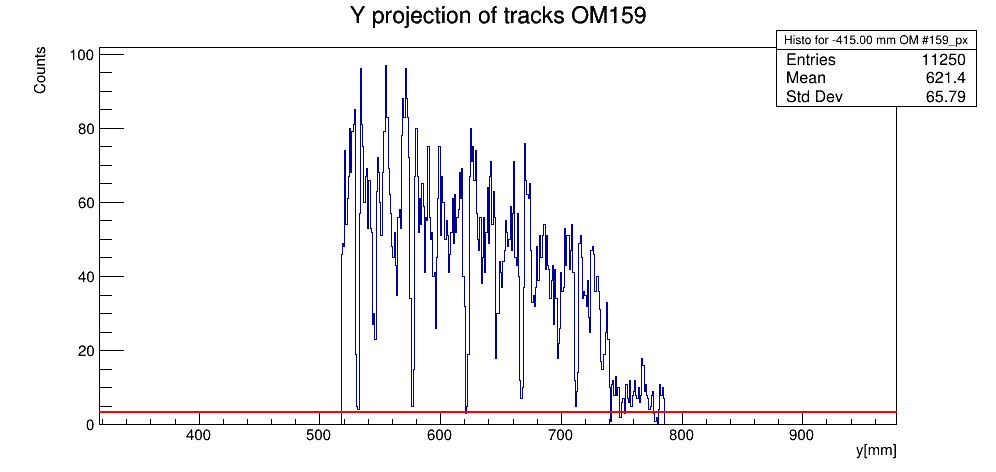 Y projection of tracks OM159
Histo for -415.00 mm OM #159_px
Entries 11250
Mean 621.4
Std Dev 65.79
Counts
100
80
60
40
20
0
400 500 600 700 800 900
y[mm]